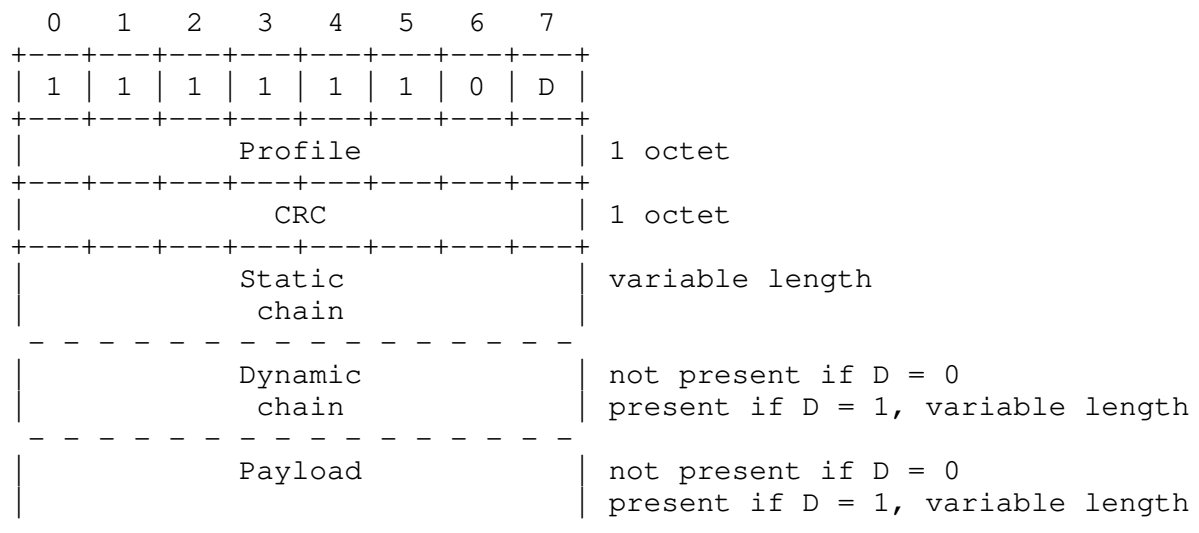 0   1   2   3   4   5   6   7
+---+---+---+---+---+---+---+---+
| 1 | 1 | 1 | 1 | 1 | 1 | 0 | D |
+---+---+---+---+---+---+---+---+
|            Profile            | 1 octet
+---+---+---+---+---+---+---+---+
|              CRC              | 1 octet
+---+---+---+---+---+---+---+---+
|            Static             | variable length
|             chain             |
 - - - - - - - - - - - - - - - -
|            Dynamic            | not present if D = 0
|             chain             | present if D = 1, variable length
 - - - - - - - - - - - - - - - -
|            Payload            | not present if D = 0
|                               | present if D = 1, variable length